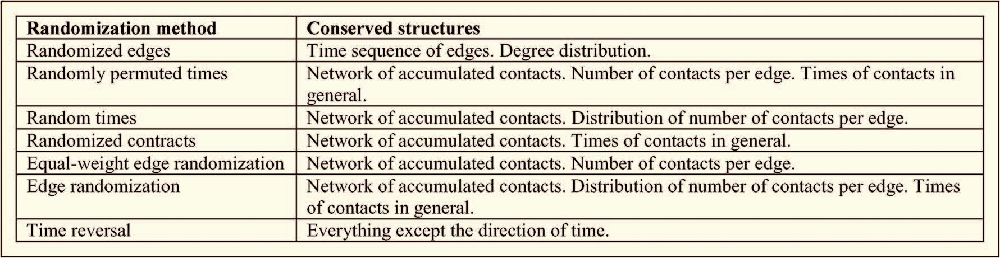 Randomization method Conserved structures
Randomized edges Time sequence of edges. Degree distribution.
Randomly permuted times Network of accumulated contacts. Number of contacts per edge. Times of contacts in
general.
Random times Network of accumulated contacts. Distribution of number of contacts per edge.
Randomized contracts Network of accumulated contacts. Times of contacts in general.
Equal-weight edge randomization Network of accumulated contacts. Number of contacts per edge.
Edge randomization Network of accumulated contacts. Distribution of number of contacts per edge. Times
of contacts in general.
Time reversal Everything except the direction of time.